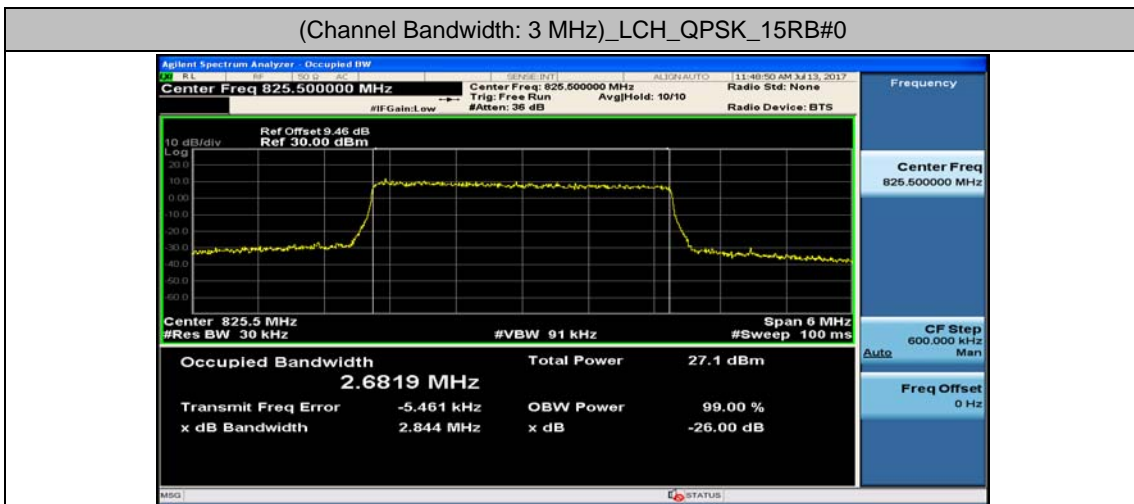 (Channel Bandwidth: 3 MHz)_LCH_QPSK_15RB#0
Agilent Spectrum Analyzer - Occupied BW
RL RF 50 Ω AC SENSE:INT ALIGN AUTO 11:48:50 AM Jul 13, 2017
Center Freq 825.500000 MHz
Center Freq: 825.500000 MHz
Radio Std: None
Trig: Free Run Avg|Hold: 10/10
#IFGain:Low
#Atten: 36 dB
Radio Device: BTS
Ref Offset 9.46 dB
10 dB/div Ref 30.00 dBm
Log
20.0
10.0
0.00
-10.0
-20.0
-30.0
-40.0
-50.0
-60.0
Center 825.5 MHz Span 6 MHz
#Res BW 30 kHz #VBW 91 kHz #Sweep 100 ms
Occupied Bandwidth Total Power 27.1 dBm
2.6819 MHz
Transmit Freq Error -5.461 kHz OBW Power 99.00 %
x dB Bandwidth 2.844 MHz x dB -26.00 dB
MSG STATUS
Frequency
Center Freq
825.500000 MHz
CF Step
600.000 kHz
Auto Man
Freq Offset
0 Hz